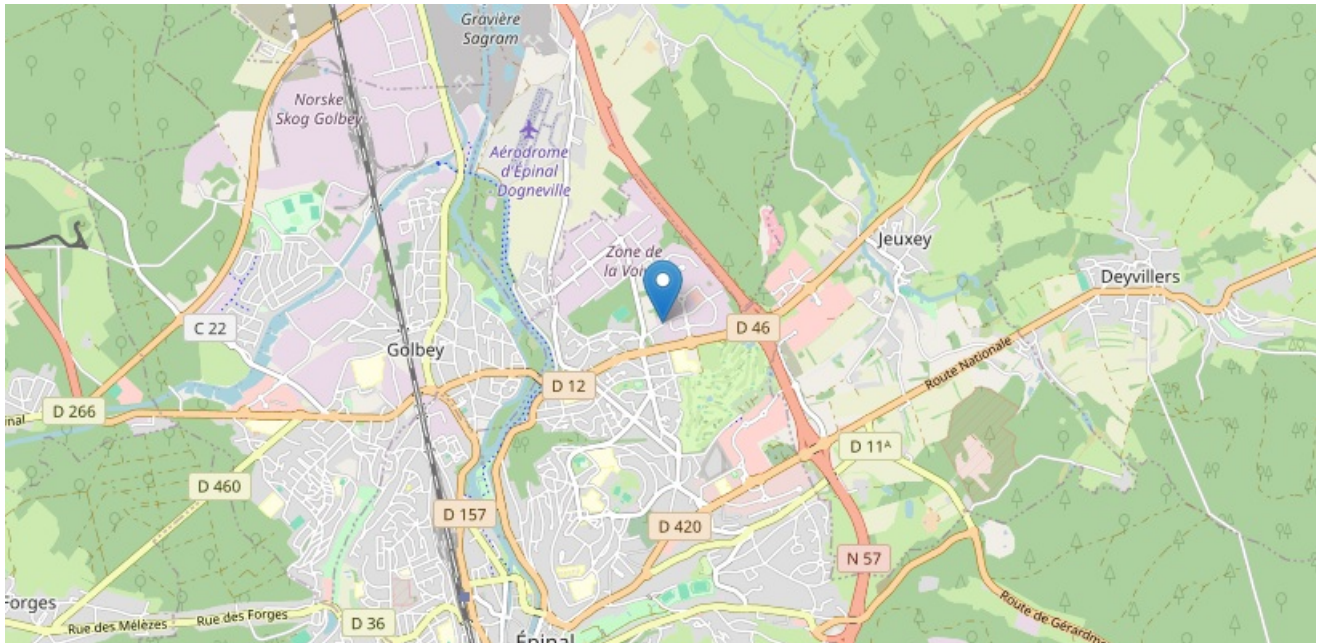 Gravière
Sagram
Norske
Skog Golbey
Aérodrome
d'Épinal
Dogneville
Zone de
la Voi
Jeuxey
Deyvillers
C 22
Golbey
D 46
Route Nationale
D 12
D 266
inal
D 11ᴬ
D 460
D 157
D 420
N 57
Forges
Rue des Mélèzes
Rue des Forges
D 36
Épinal
Route de Gérardme